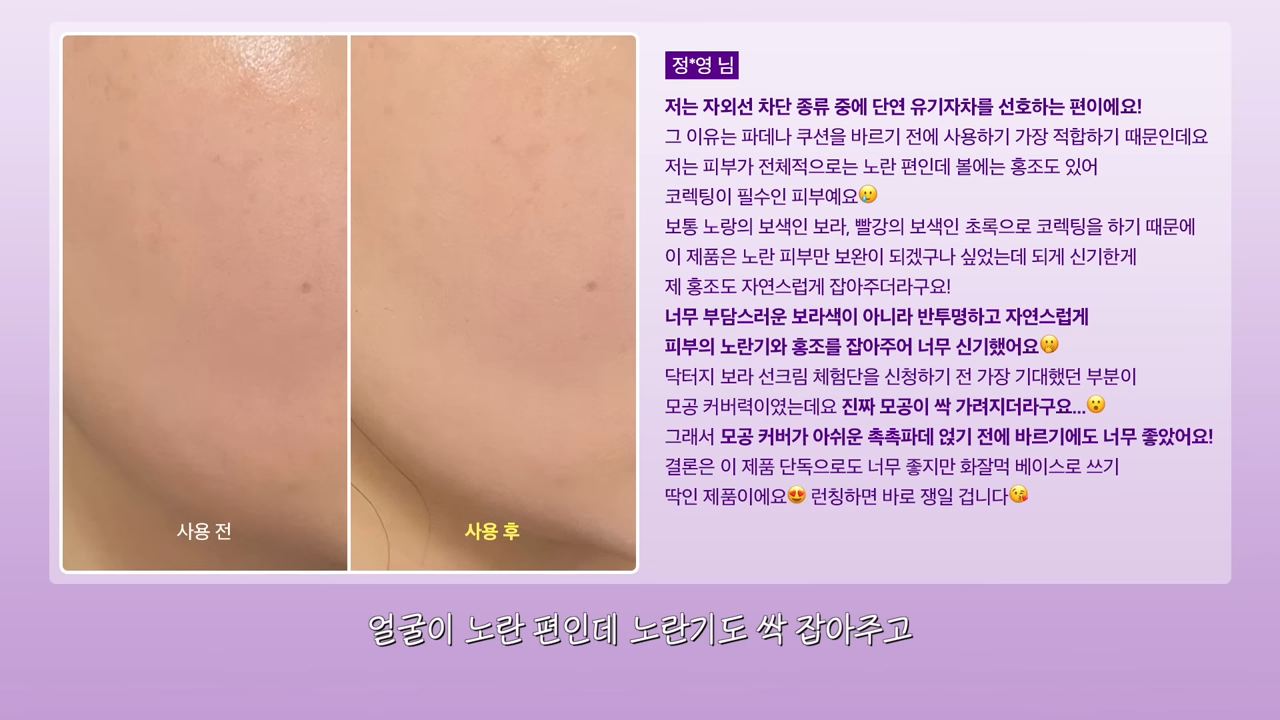 정*영 님
저는 자외선 차단 종류 중에 단연 유기자차를 선호하는 편이에요!
그 이유는 파데나 쿠션을 바르기 전에 사용하기 가장 적합하기 때문인데요
저는 피부가 전체적으로는 노란 편인데 볼에는 홍조도 있어
코렉팅이 필수인 피부예요🥲
보통 노랑의 보색인 보라, 빨강의 보색인 초록으로 코렉팅을 하기 때문에
이 제품은 노란 피부만 보완이 되겠구나 싶었는데 되게 신기한게
제 홍조도 자연스럽게 잡아주더라구요!
너무 부담스러운 보라색이 아니라 반투명하고 자연스럽게
피부의 노란기와 홍조를 잡아주어 너무 신기했어요🫢
닥터지 보라 선크림 체험단을 신청하기 전 가장 기대했던 부분이
모공 커버력이였는데요 진짜 모공이 싹 가려지더라구요...😮
그래서 모공 커버가 아쉬운 촉촉파데 얹기 전에 바르기에도 너무 좋았어요!
결론은 이 제품 단독으로도 너무 좋지만 화잘먹 베이스로 쓰기
딱인 제품이에요😍 런칭하면 바로 쟁일 겁니다😘
사용 전
사용 후
얼굴이 노란 편인데 노란기도 싹 잡아주고